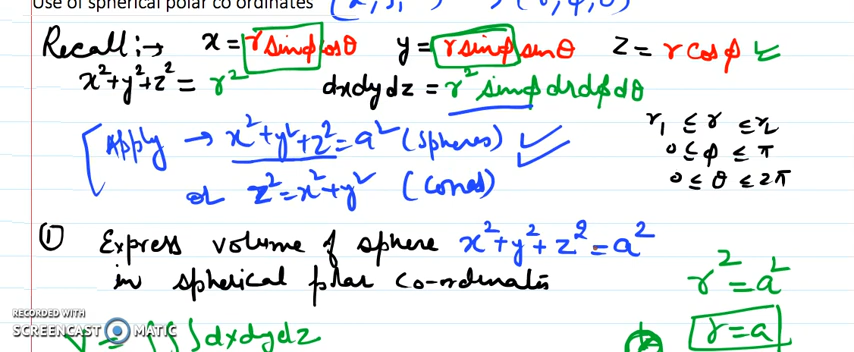 Use of spherical polar co ordinates
Recall:→ x = r sinϕ cosθ y = r sinϕ sinθ z = r cosϕ ✓
x²+y²+z² = r² dxdydz = r² sinϕ dr dϕ dθ
Apply → x²+y²+z² = a² (Spheres)
or z² = x²+y² (Cones)
r₁ ≤ r ≤ r₂
0 ≤ ϕ ≤ π
0 ≤ θ ≤ 2π
① Express volume of sphere x²+y²+z² = a²
in spherical polar co-ordinates
r² = a²
r = a
RECORDED WITH
SCREENCAST MATIC
V = ∫∫∫ dxdydz